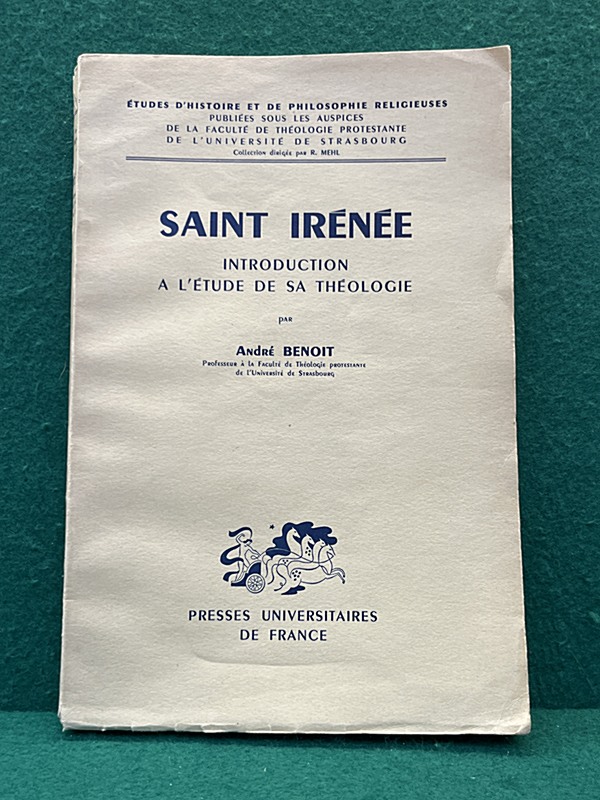 ÉTUDES D'HISTOIRE ET DE PHILOSOPHIE RELIGIEUSES
PUBLIÉES SOUS LES AUSPICES
DE LA FACULTÉ DE THÉOLOGIE PROTESTANTE
DE L'UNIVERSITÉ DE STRASBOURG
Collection dirigée par R. MEHL
SAINT IRÉNÉE
INTRODUCTION
A L'ÉTUDE DE SA THÉOLOGIE
PAR
André BENOIT
Professeur à la Faculté de Théologie protestante
de l'Université de Strasbourg
PRESSES UNIVERSITAIRES
DE FRANCE